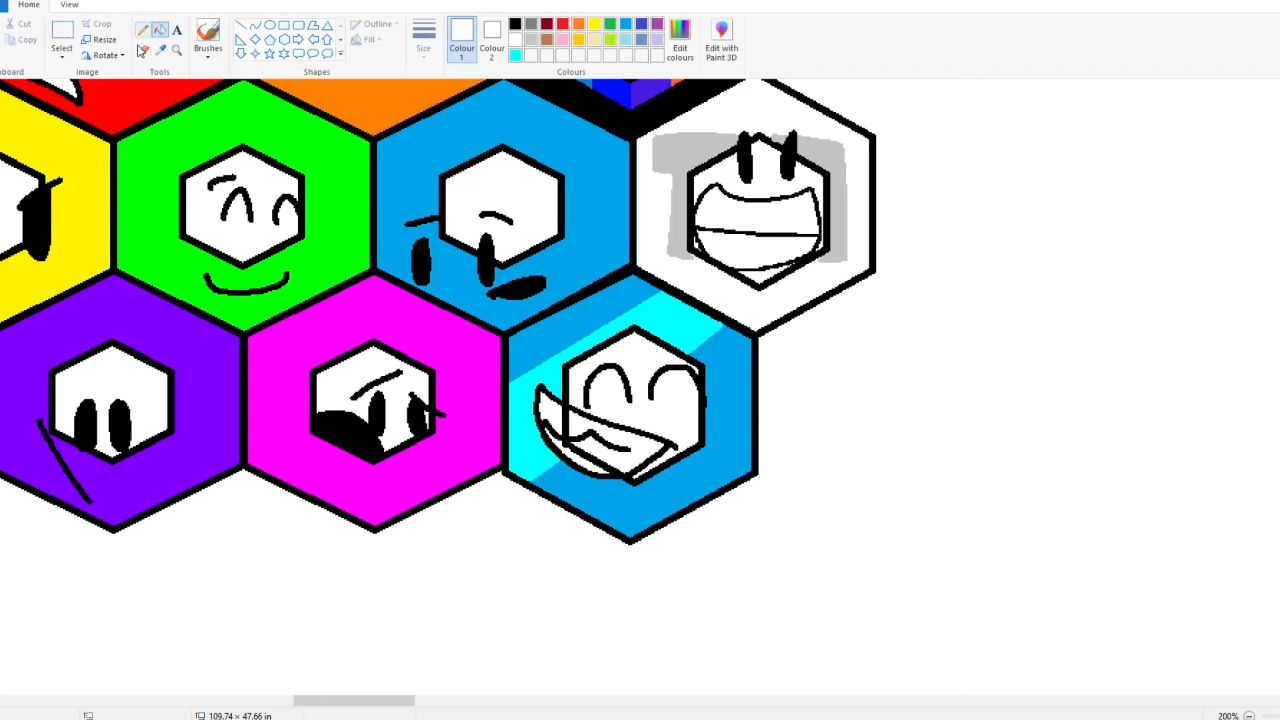 Home View
Cut
Copy
Select
Crop
Resize
Rotate
Brushes
Outline
Fill
Size
Colour 1
Colour 2
Edit colours
Edit with Paint 3D
board Image Tools Shapes Colours
109.74 × 47.66 in 200%